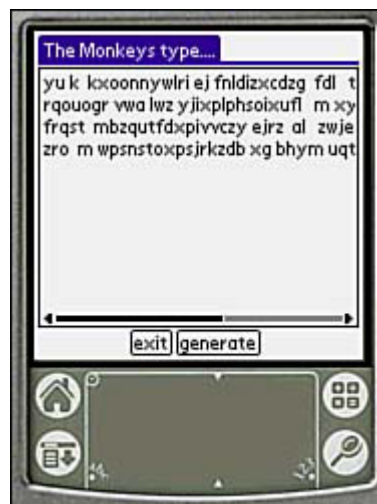 The Monkeys type....
yu k kxoonnywlri ej fnldizxcdzg fdl t
rqouogr vwa lwz yjixplphsoixufl m xy
frqst mbzqutfdxpivvczy ejrz al zwje
zro m wpsnstoxpsjrkzdb xg bhym uqt
exit generate